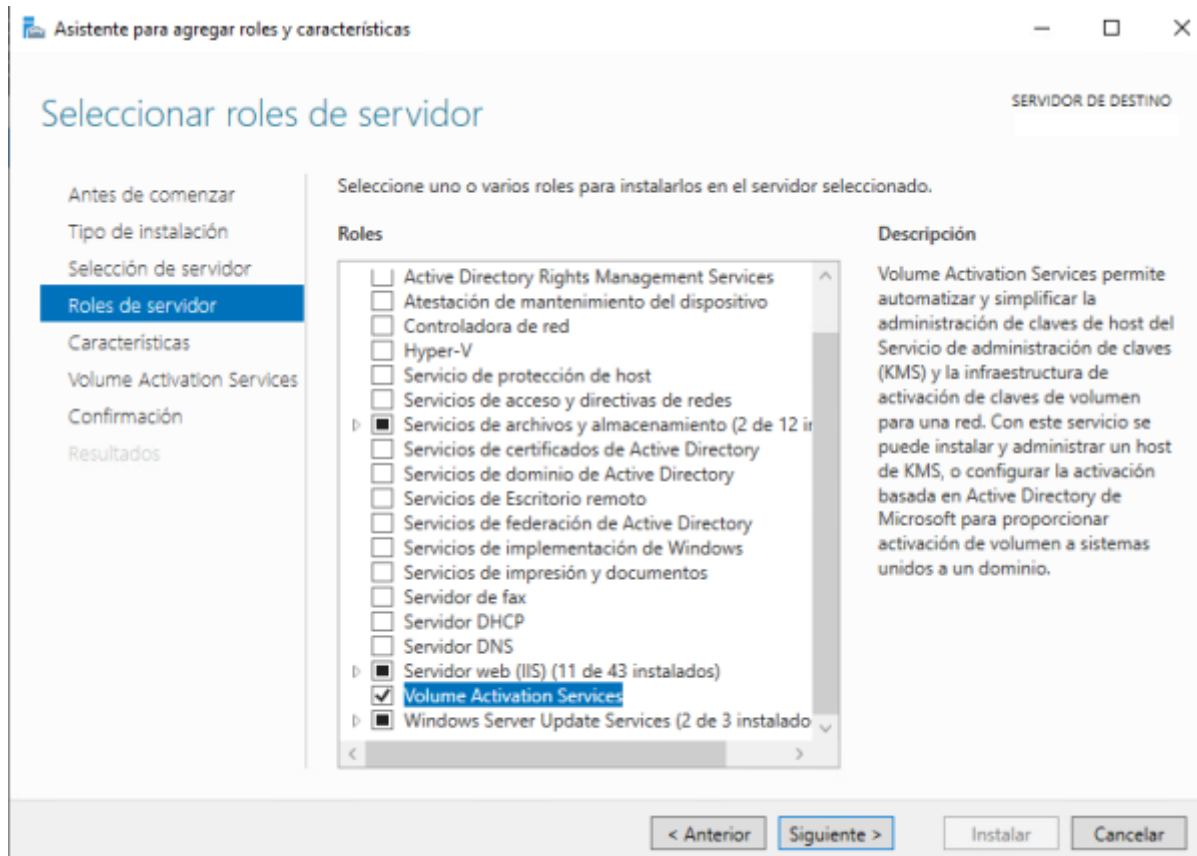 Asistente para agregar roles y características
Seleccionar roles de servidor
SERVIDOR DE DESTINO
Antes de comenzar
Tipo de instalación
Selección de servidor
Roles de servidor
Características
Volume Activation Services
Confirmación
Resultados
Seleccione uno o varios roles para instalarlos en el servidor seleccionado.
Roles
Active Directory Rights Management Services
Atestación de mantenimiento del dispositivo
Controladora de red
Hyper-V
Servicio de protección de host
Servicios de acceso y directivas de redes
Servicios de archivos y almacenamiento (2 de 12 ir
Servicios de certificados de Active Directory
Servicios de dominio de Active Directory
Servicios de Escritorio remoto
Servicios de federación de Active Directory
Servicios de implementación de Windows
Servicios de impresión y documentos
Servidor de fax
Servidor DHCP
Servidor DNS
Servidor web (IIS) (11 de 43 instalados)
Volume Activation Services
Windows Server Update Services (2 de 3 instalado
Descripción
Volume Activation Services permite
automatizar y simplificar la
administración de claves de host del
Servicio de administración de claves
(KMS) y la infraestructura de
activación de claves de volumen
para una red. Con este servicio se
puede instalar y administrar un host
de KMS, o configurar la activación
basada en Active Directory de
Microsoft para proporcionar
activación de volumen a sistemas
unidos a un dominio.
< Anterior
Siguiente >
Instalar
Cancelar